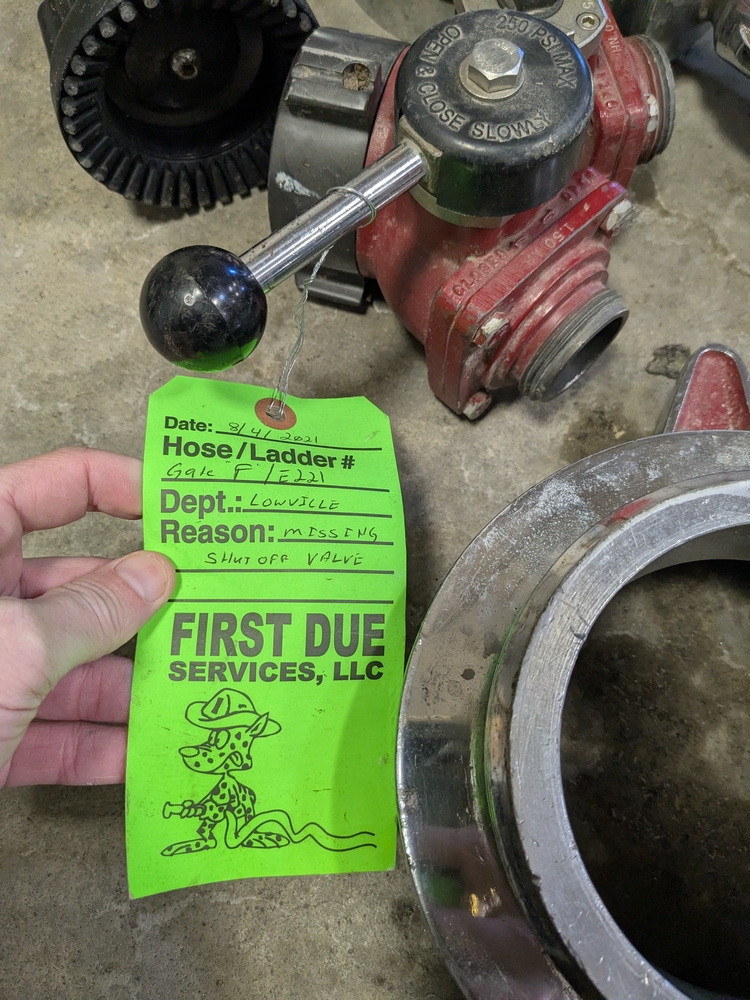 250 PSI MAX
OPEN & CLOSE SLOWLY
Date: 8/4/2021
Hose/Ladder #
Gate "F"/E221
Dept.: LOWVILLE
Reason: MISSING
SHUT OFF VALVE
FIRST DUE
SERVICES, LLC